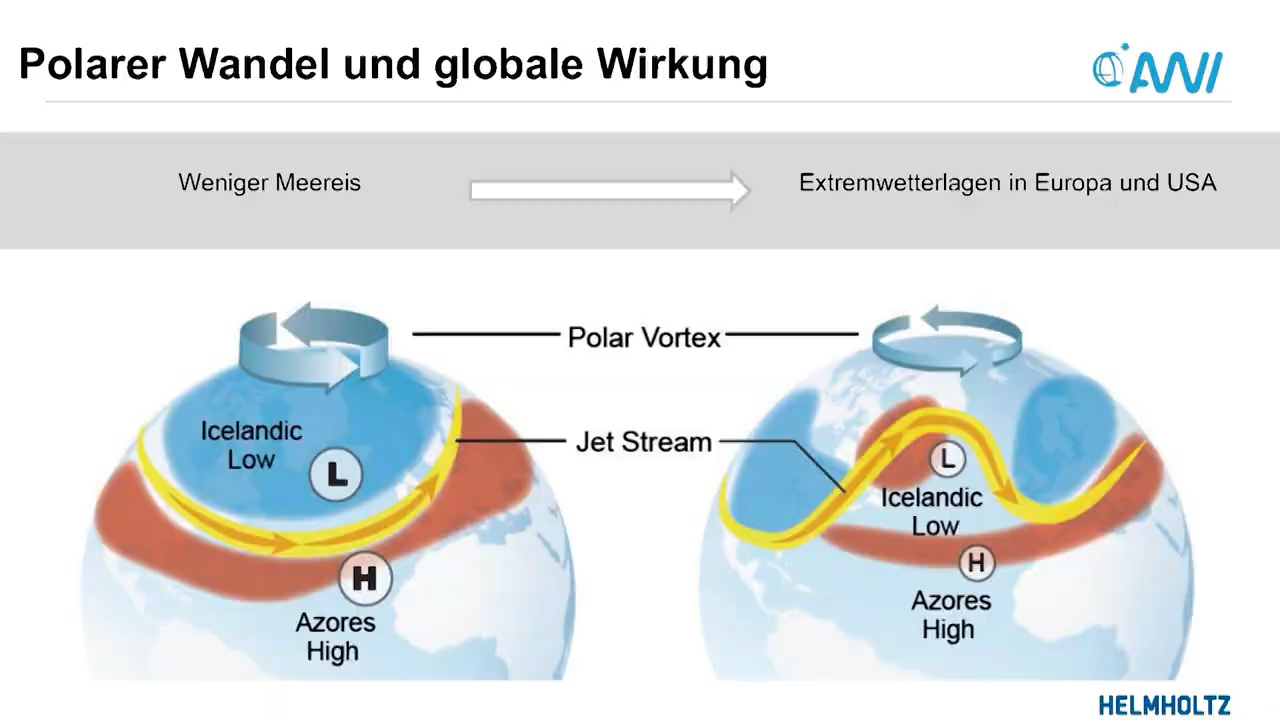 Polarer Wandel und globale Wirkung
AWI
Weniger Meereis
Extremwetterlagen in Europa und USA
Polar Vortex
Jet Stream
Icelandic
Low
L
H
Azores
High
L
Icelandic
Low
H
Azores
High
HELMHOLTZ